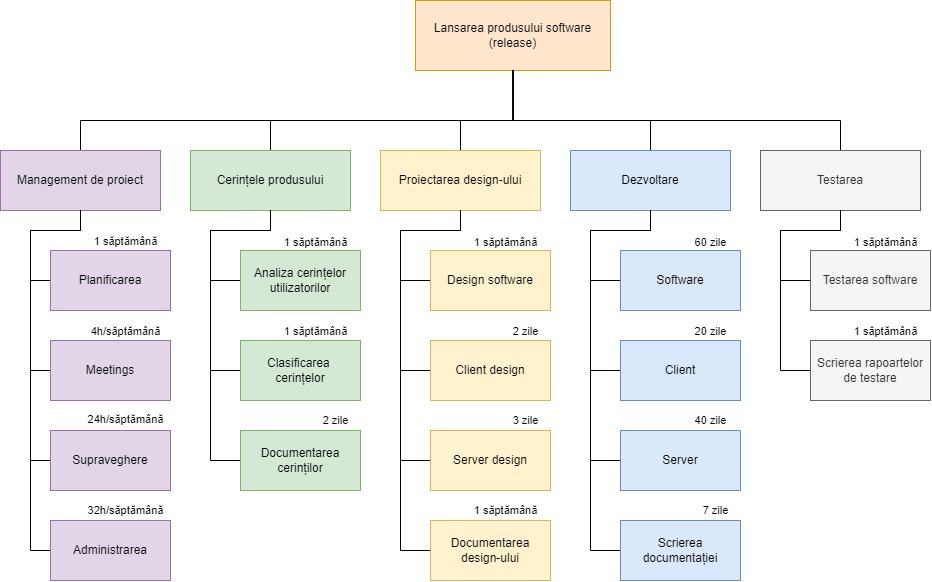 Lansarea produsului software
(release)
Management de proiect
Cerințele produsului
Proiectarea design-ului
Dezvoltare
Testarea
1 săptămână
Planificarea
4h/săptămână
Meetings
24h/săptămână
Supraveghere
32h/săptămână
Administrarea
1 săptămână
Analiza cerințelor
utilizatorilor
1 săptămână
Clasificarea
cerințelor
2 zile
Documentarea
cerinților
1 săptămână
Design software
2 zile
Client design
3 zile
Server design
1 săptămână
Documentarea
design-ului
60 zile
Software
20 zile
Client
40 zile
Server
7 zile
Scrierea
documentației
1 săptămână
Testarea software
1 săptămână
Scrierea rapoartelor
de testare